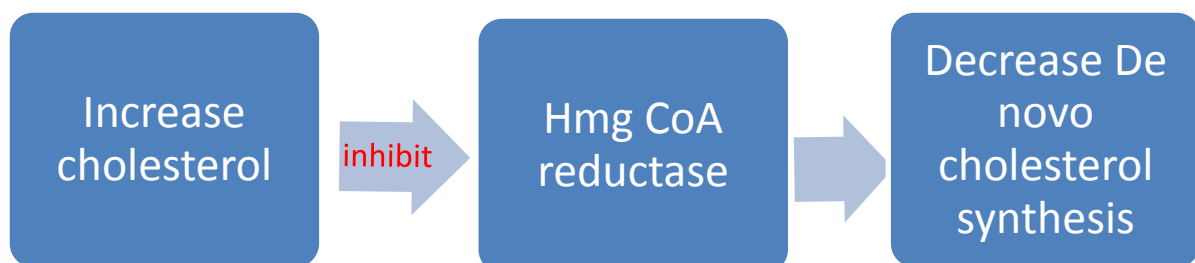 Increase
cholesterol
inhibit
Hmg CoA
reductase
Decrease De
novo
cholesterol
synthesis